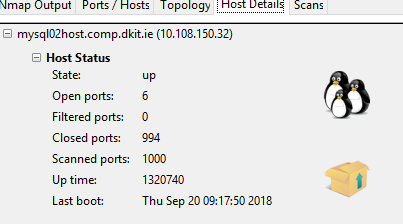 Nmap Output Ports / Hosts Topology Host Details Scans
mysql02host.comp.dkit.ie (10.108.150.32)
Host Status
State: up
Open ports: 6
Filtered ports: 0
Closed ports: 994
Scanned ports: 1000
Up time: 1320740
Last boot: Thu Sep 20 09:17:50 2018